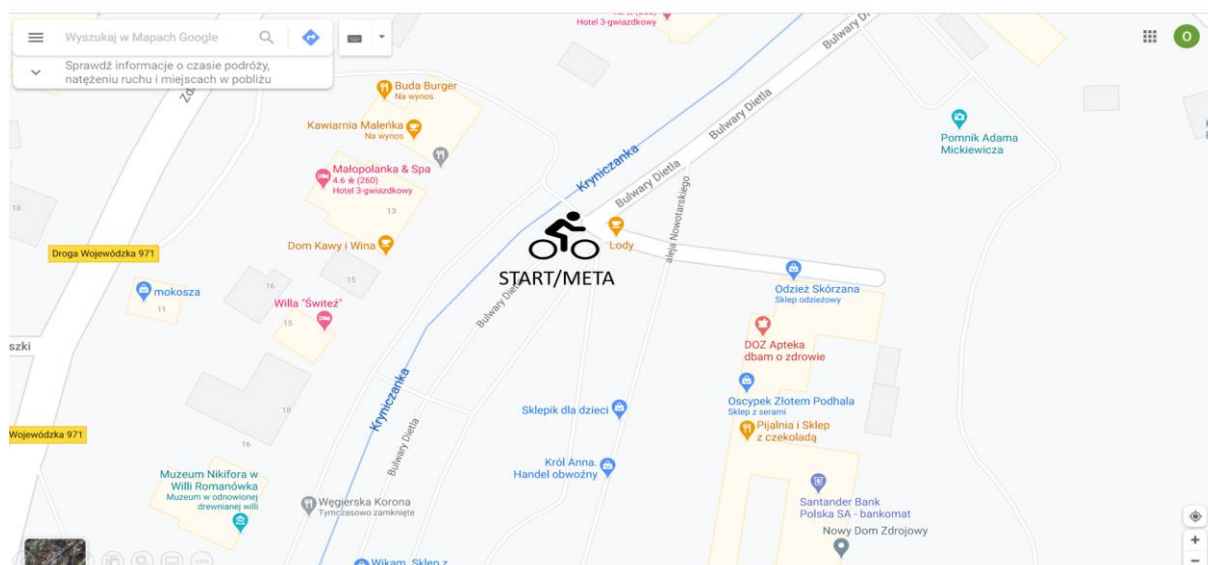 Hotel 3-gwiazdkowy
Wyszukaj w Mapach Google
O
Sprawdź informacje o czasie podróży,
natężeniu ruchu i miejscach w pobliżu
Bulwary Dietla
Buda Burger
Na wynos
Kawiarnia Maleńka
Na wynos
Bulwary Dietla
Pomnik Adama
Mickiewicza
Kryniczanka
Małopolanka & Spa
4.6 ★ (260)
Hotel 3-gwiazdkowy
13
Bulwary Dietla
aleja Nowotarskiego
18
Dom Kawy i Wina
Lody
Droga Wojewódzka 971
START/META
15
16
mokosza
11
Odzież Skórzana
Sklep odzieżowy
Willa "Świteź"
15
Bulwary Dietla
DOZ Apteka
dbam o zdrowie
szki
Kryniczanka
Oscypek Złotem Podhala
Sklep z serami
18
Sklepik dla dzieci
Pijalnia i Sklep
z czekoladą
Wojewódzka 971
16
Bulwary Dietla
Król Anna.
Handel obwoźny
Muzeum Nikifora w
Willi Romanówka
Muzeum w odnowionej
drewnianej willi
Węgierska Korona
Tymczasowo zamknięte
Santander Bank
Polska SA - bankomat
Nowy Dom Zdrojowy
Wikam. Sklep z